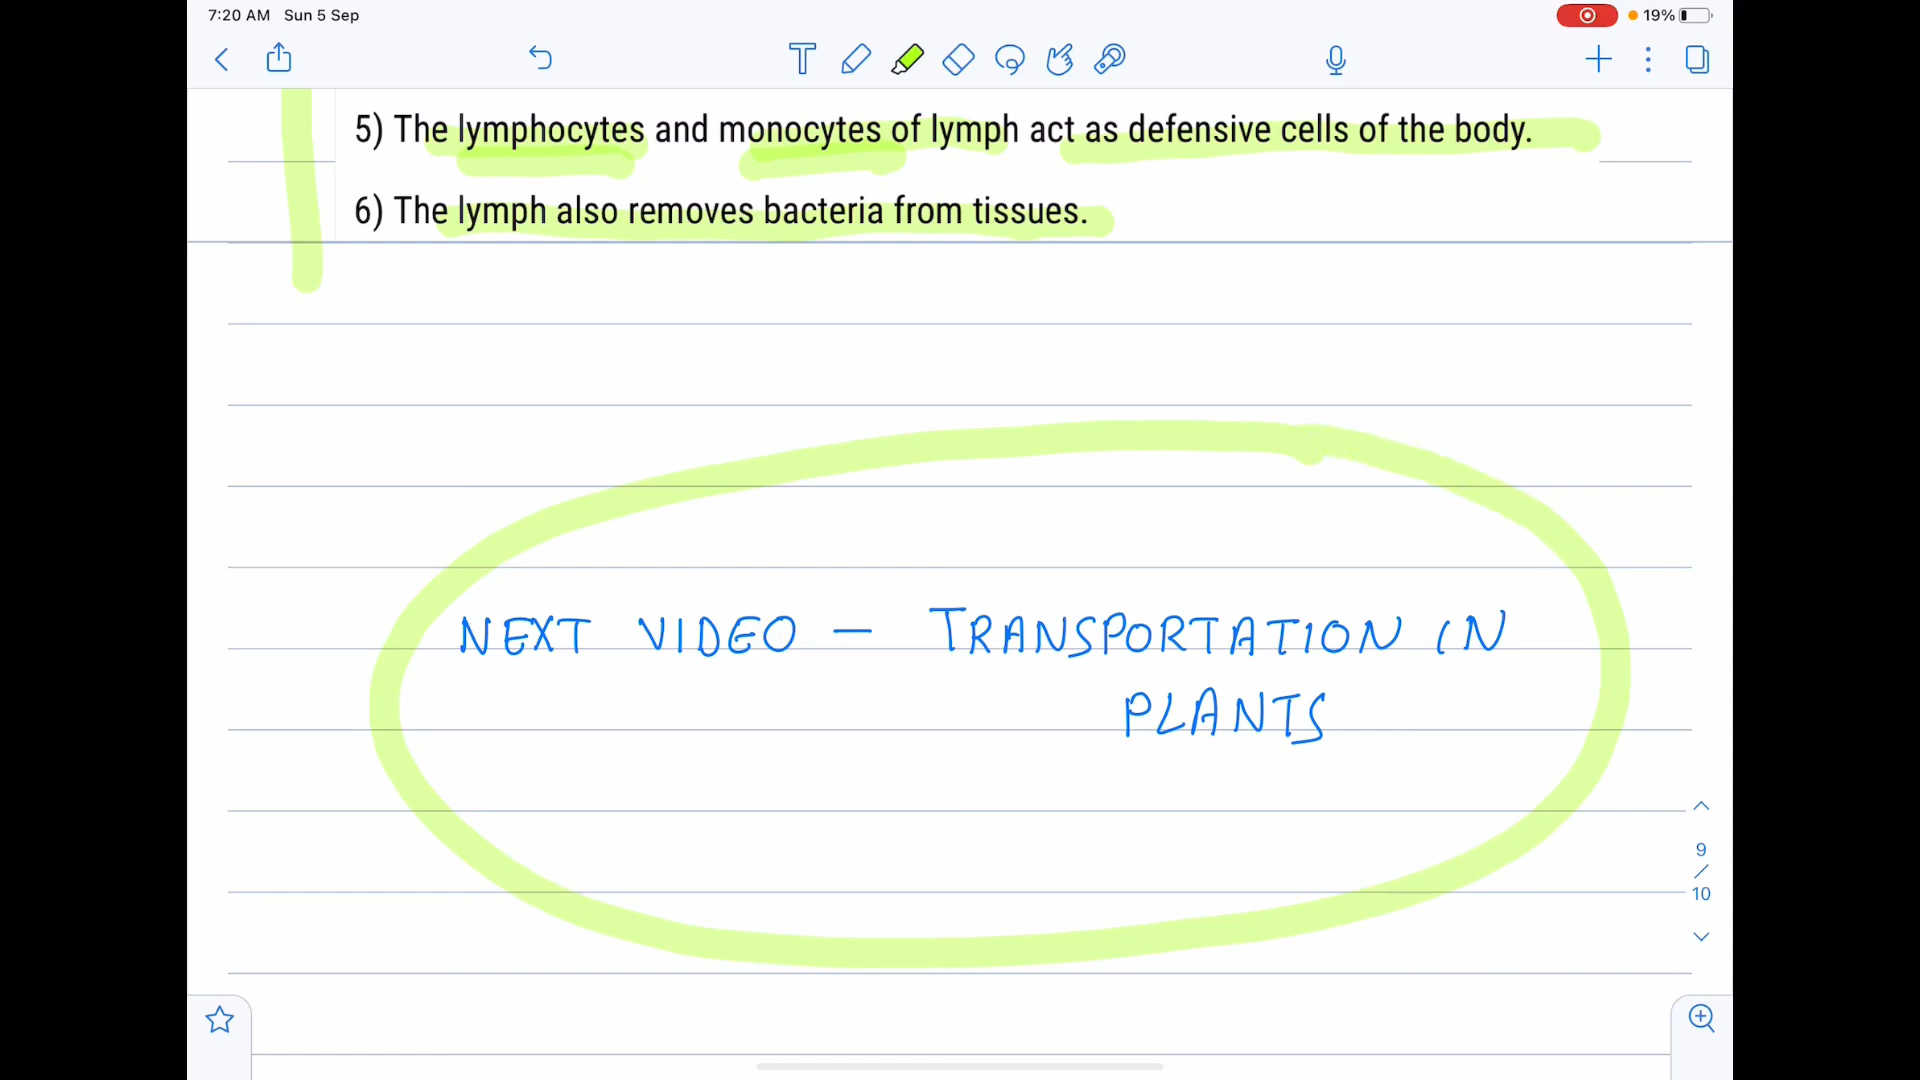 7:20 AM Sun 5 Sep
19%
5) The lymphocytes and monocytes of lymph act as defensive cells of the body.
6) The lymph also removes bacteria from tissues.
NEXT VIDEO — TRANSPORTATION IN
PLANTS
9
/
10